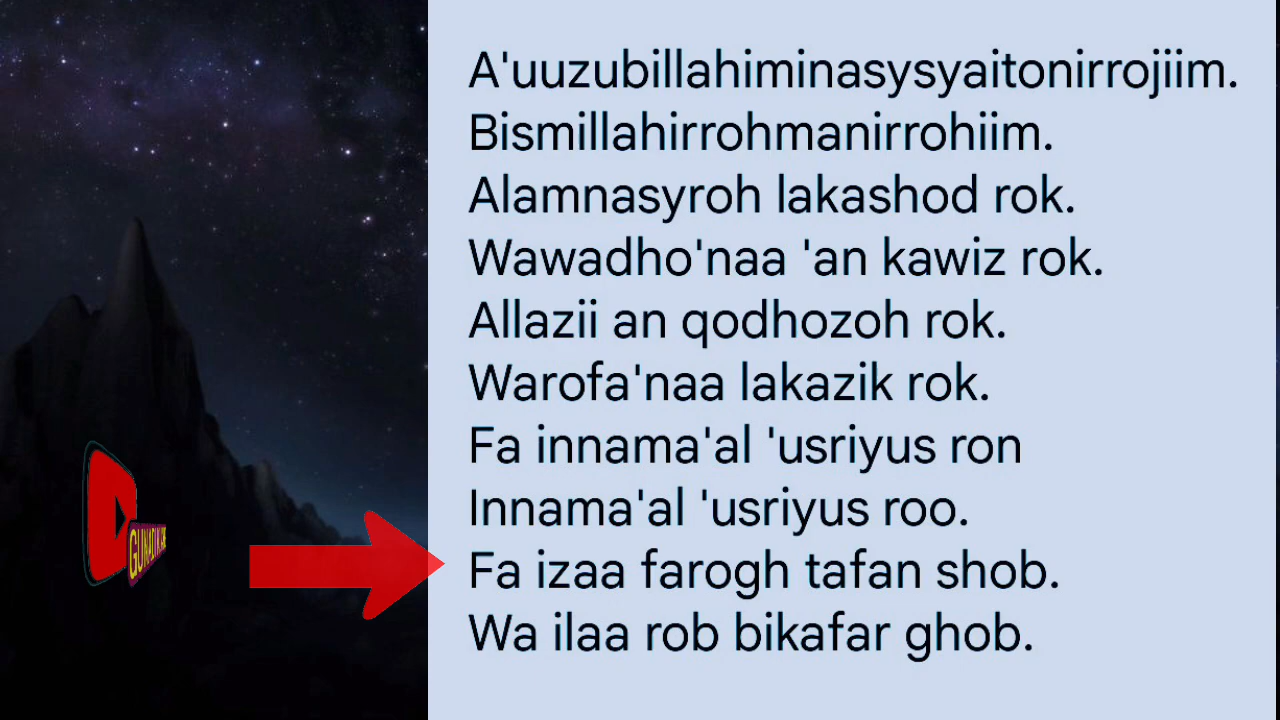 A'uuzubillahiminasysyaitonirrojiim.
Bismillahirrohmanirrohiim.
Alamnasyroh lakashod rok.
Wawadho'naa 'an kawiz rok.
Allazii an qodhozoh rok.
Warofa'naa lakazik rok.
Fa innama'al 'usriyus ron
Innama'al 'usriyus roo.
Fa izaa farogh tafan shob.
Wa ilaa rob bikafar ghob.